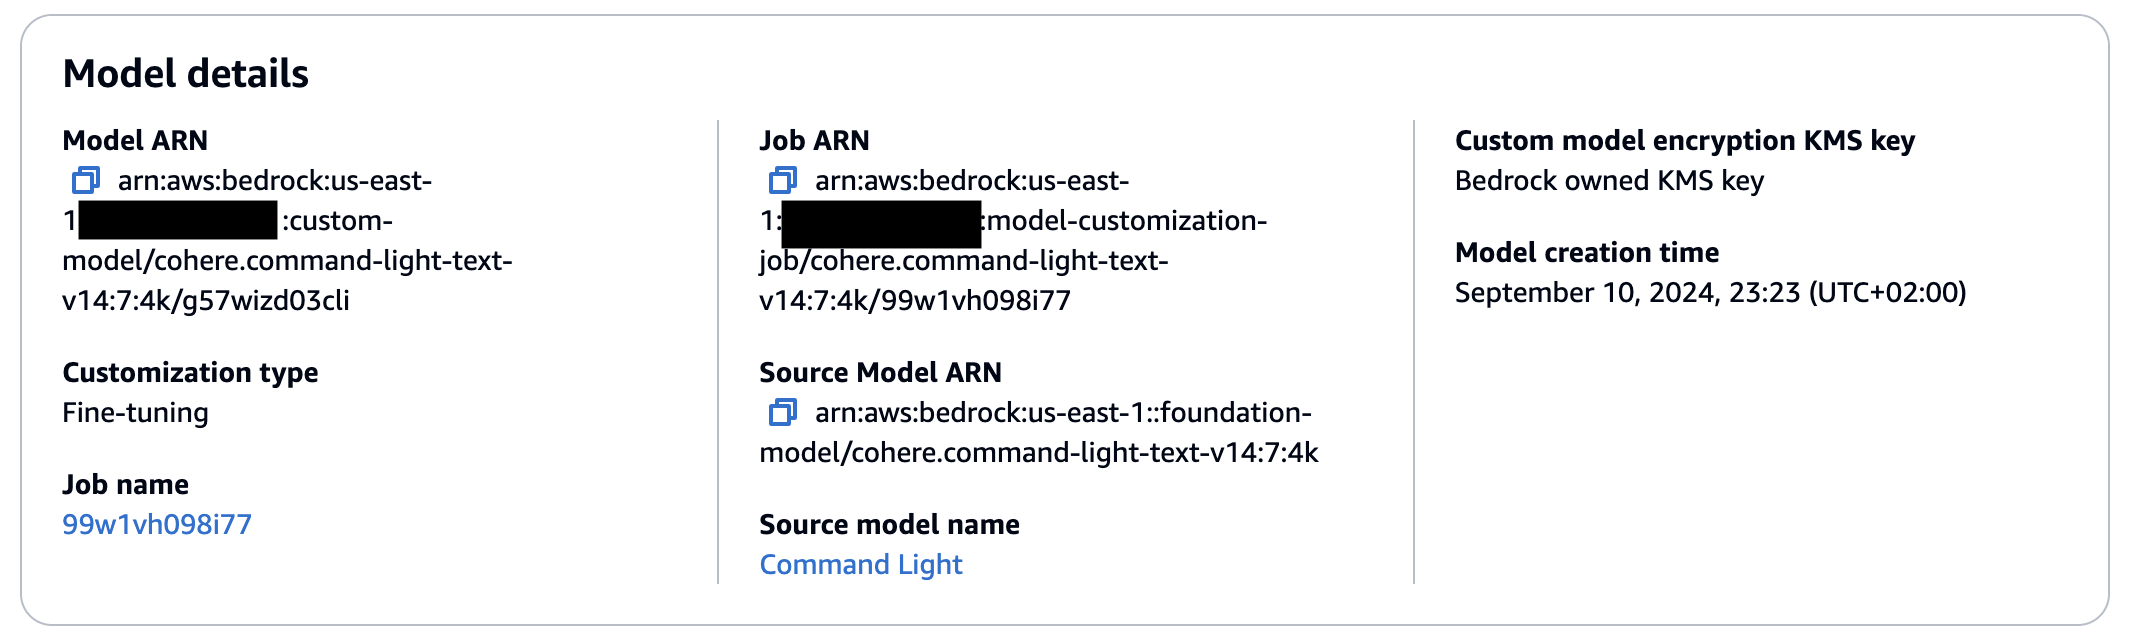 Model details
Model ARN
arn:aws:bedrock:us-east-
1 :custom-
model/cohere.command-light-text-
v14:7:4k/g57wizd03cli
Customization type
Fine-tuning
Job name
99w1vh098i77
Job ARN
arn:aws:bedrock:us-east-
1: :model-customization-
job/cohere.command-light-text-
v14:7:4k/99w1vh098i77
Source Model ARN
arn:aws:bedrock:us-east-1::foundation-
model/cohere.command-light-text-v14:7:4k
Source model name
Command Light
Custom model encryption KMS key
Bedrock owned KMS key
Model creation time
September 10, 2024, 23:23 (UTC+02:00)